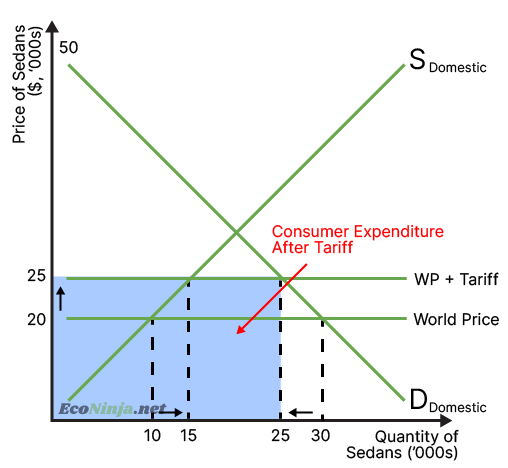 Price of Sedans
($, ‘000s)
50
S Domestic
Consumer Expenditure
After Tariff
25
WP + Tariff
20
World Price
EcoNinja.net
D Domestic
10 15 25 30
Quantity of
Sedans (’000s)